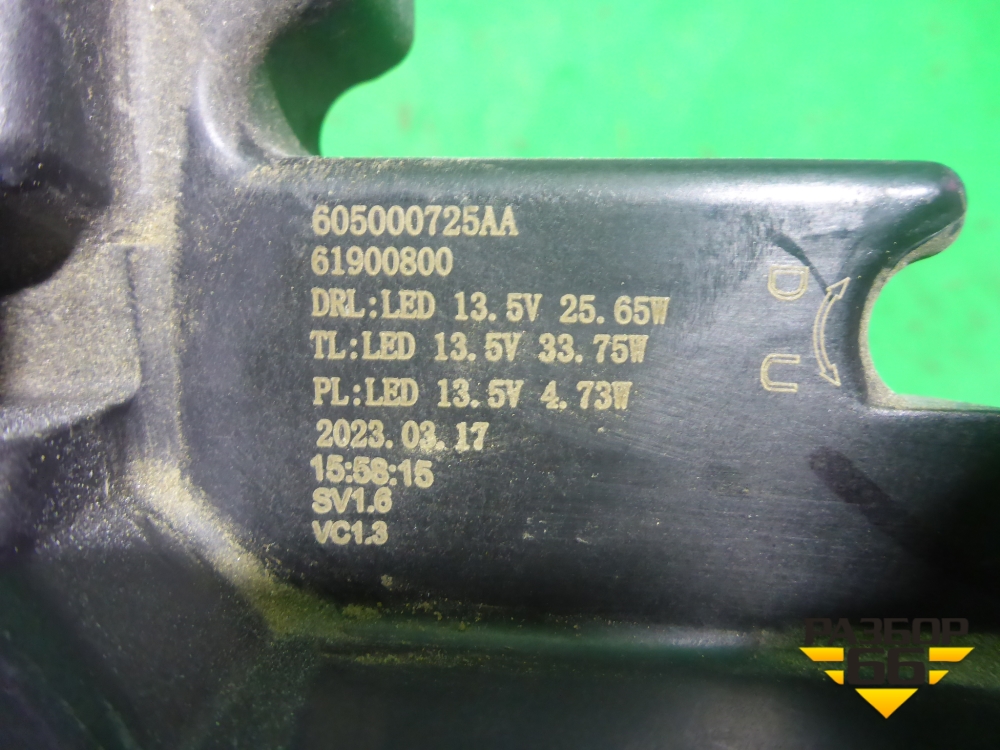 605000725AA
61900800
DRL:LED 13.5V 25.65W
TL:LED 13.5V 33.75W
PL:LED 13.5V 4.73W
2023.03.17
15:58:15
SV1.6
VC1.3
D
U
РАЗБОР
66